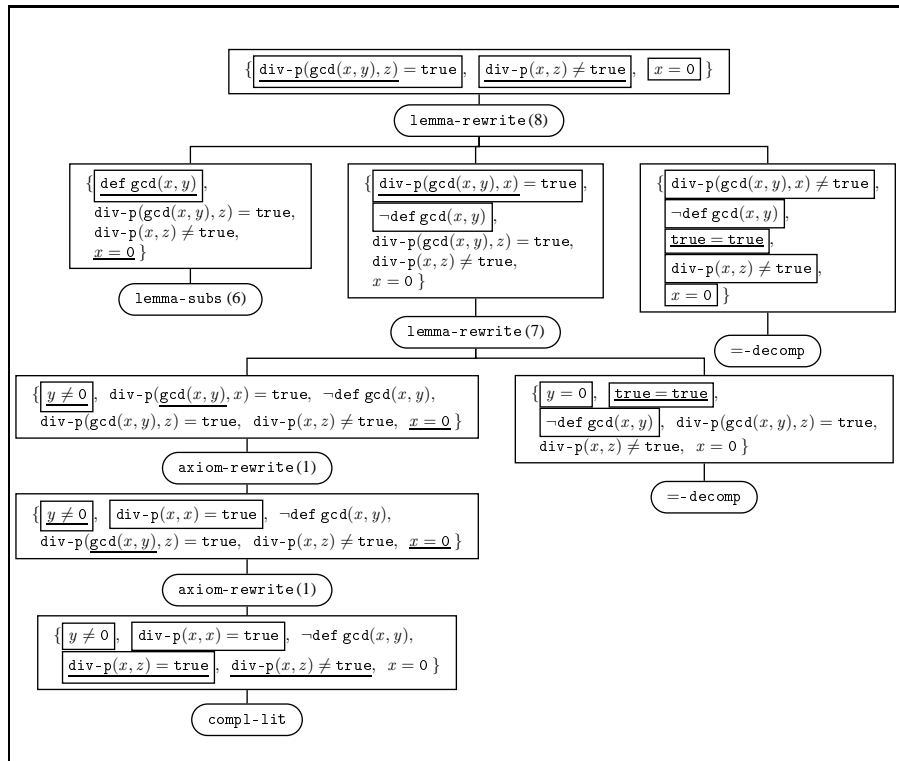 { div-p(gcd(x, y), z) = true, div-p(x, z) ≠ true, x = 0 }
lemma-rewrite(8)
{ def gcd(x, y),
div-p(gcd(x, y), z) = true,
div-p(x, z) ≠ true,
x = 0 }
lemma-subs(6)
{ div-p(gcd(x, y), x) = true,
¬def gcd(x, y),
div-p(gcd(x, y), z) = true,
div-p(x, z) ≠ true,
x = 0 }
lemma-rewrite(7)
{ div-p(gcd(x, y), x) ≠ true,
¬def gcd(x, y),
true = true,
div-p(x, z) ≠ true,
x = 0 }
=-decomp
{ y ≠ 0, div-p(gcd(x, y), x) = true, ¬def gcd(x, y),
div-p(gcd(x, y), z) = true, div-p(x, z) ≠ true, x = 0 }
axiom-rewrite(1)
{ y = 0, true = true,
¬def gcd(x, y), div-p(gcd(x, y), z) = true,
div-p(x, z) ≠ true, x = 0 }
=-decomp
{ y ≠ 0, div-p(x, x) = true, ¬def gcd(x, y),
div-p(gcd(x, y), z) = true, div-p(x, z) ≠ true, x = 0 }
axiom-rewrite(1)
{ y ≠ 0, div-p(x, x) = true, ¬def gcd(x, y),
div-p(x, z) = true, div-p(x, z) ≠ true, x = 0 }
compl-lit